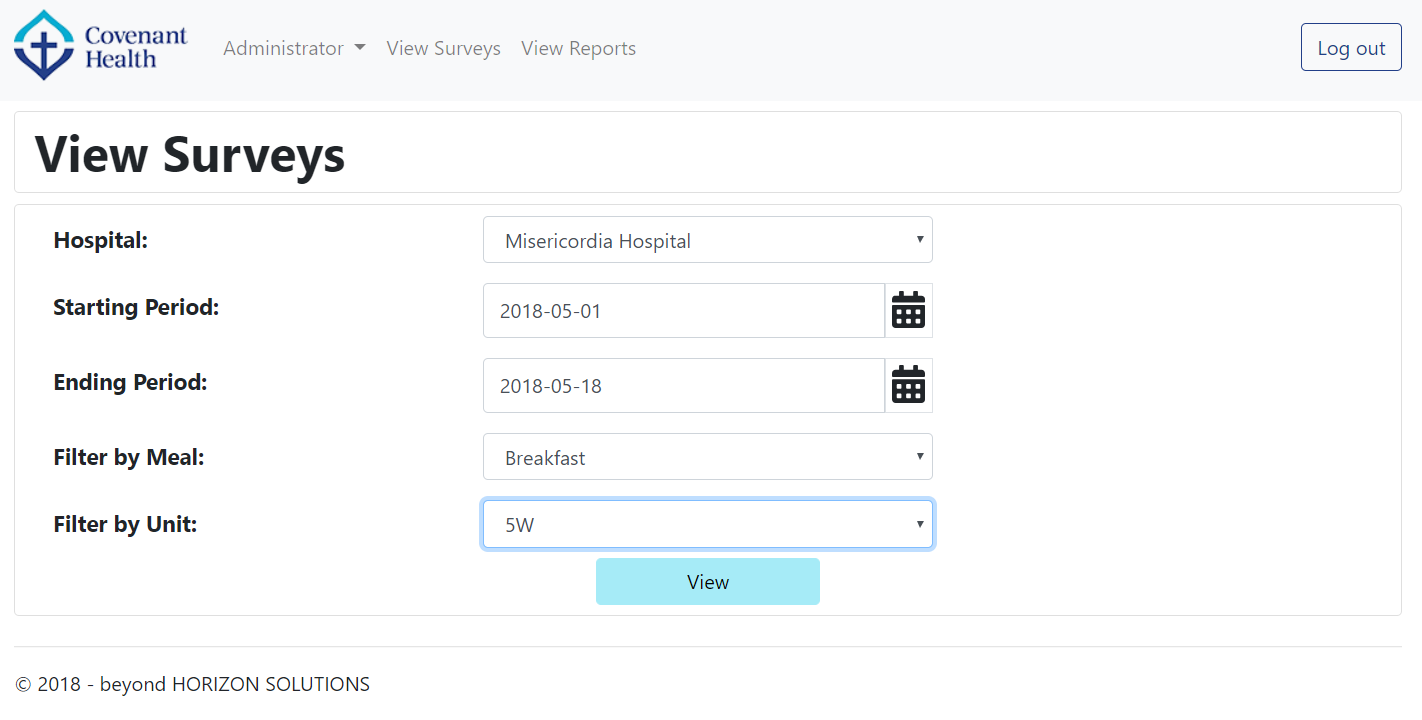 Covenant
Health
Administrator View Surveys View Reports Log out
View Surveys
Hospital: Misericordia Hospital
Starting Period: 2018-05-01
Ending Period: 2018-05-18
Filter by Meal: Breakfast
Filter by Unit: 5W
View
© 2018 - beyond HORIZON SOLUTIONS